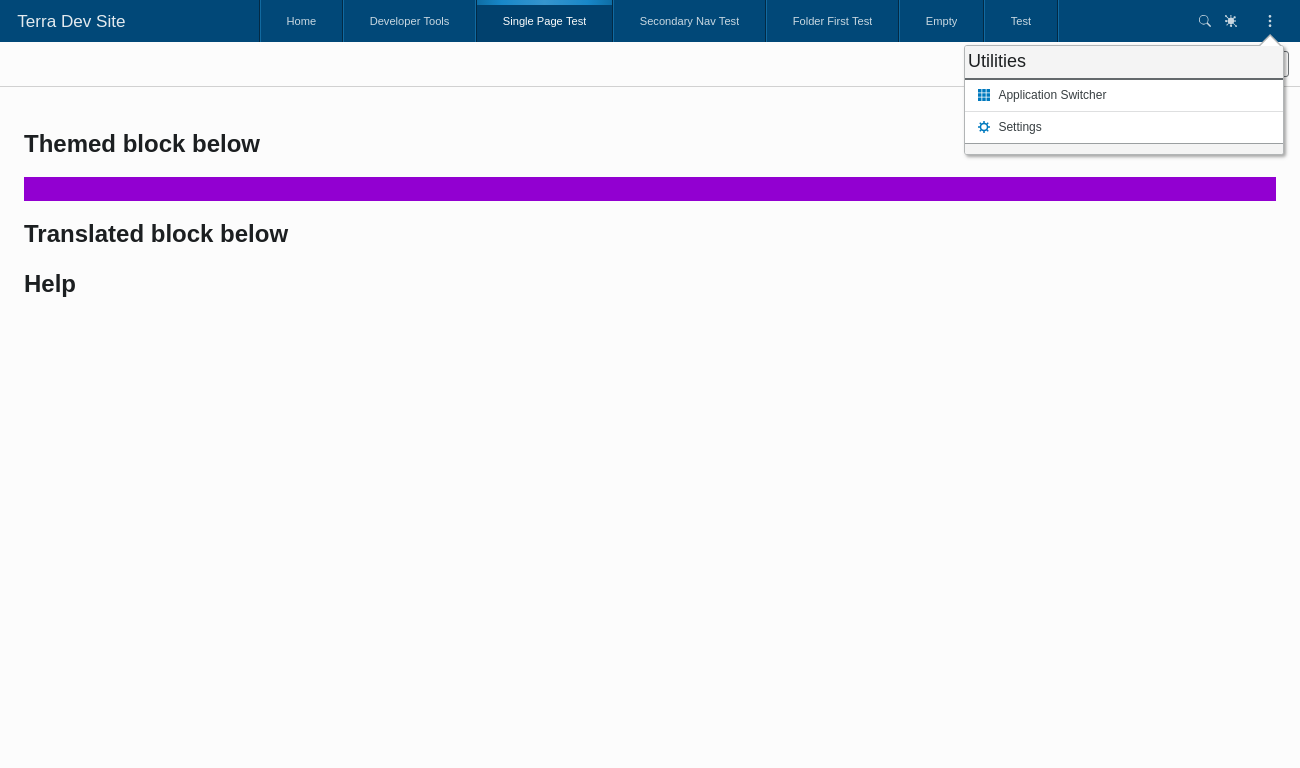 Terra Dev Site
Home
Developer Tools
Single Page Test
Secondary Nav Test
Folder First Test
Empty
Test
Utilities
Application Switcher
Settings
Themed block below
Translated block below
Help